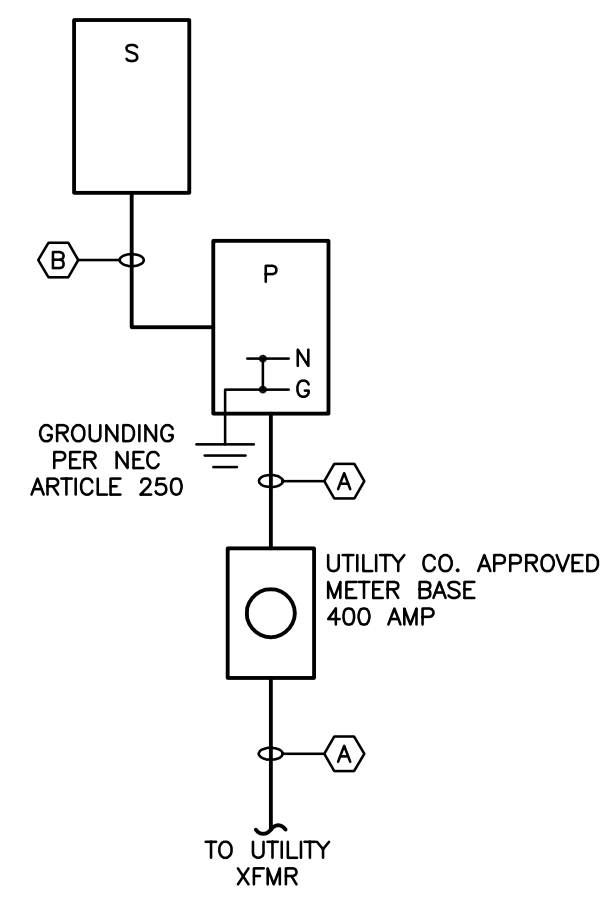 S
B
P
N
G
GROUNDING
PER NEC
ARTICLE 250
A
UTILITY CO. APPROVED
METER BASE
400 AMP
A
TO UTILITY
XFMR